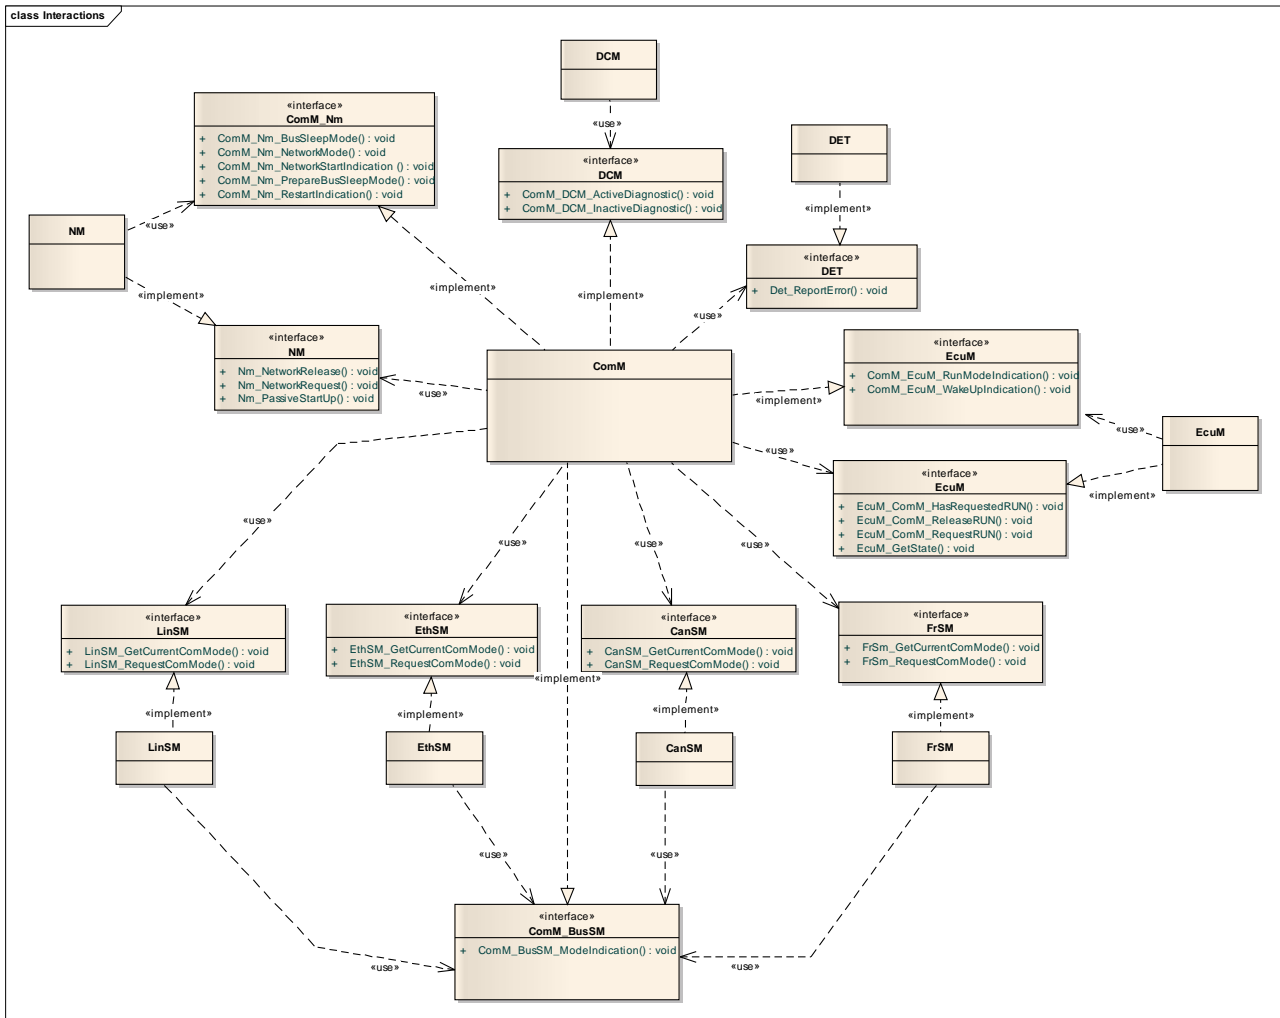 class Interactions
DCM
«use»
«interface»
ComM_Nm
+ ComM_Nm_BusSleepMode() : void
+ ComM_Nm_NetworkMode() : void
+ ComM_Nm_NetworkStartIndication () : void
+ ComM_Nm_PrepareBusSleepMode() : void
+ ComM_Nm_RestartIndication() : void
«interface»
DCM
+ ComM_DCM_ActiveDiagnostic() : void
+ ComM_DCM_InactiveDiagnostic() : void
DET
«implement»
NM
«use»
«interface»
DET
+ Det_ReportError() : void
«implement»
«implement»
«implement»
«use»
«interface»
NM
+ Nm_NetworkRelease() : void
+ Nm_NetworkRequest() : void
+ Nm_PassiveStartUp() : void
«use»
ComM
«interface»
EcuM
+ ComM_EcuM_RunModeIndication() : void
+ ComM_EcuM_WakeUpIndication() : void
«implement»
«use»
EcuM
«use»
«implement»
«interface»
EcuM
+ EcuM_ComM_HasRequestedRUN() : void
+ EcuM_ComM_ReleaseRUN() : void
+ EcuM_ComM_RequestRUN() : void
+ EcuM_GetState() : void
«use»
«use»
«use»
«use»
«interface»
LinSM
+ LinSM_GetCurrentComMode() : void
+ LinSM_RequestComMode() : void
«interface»
EthSM
+ EthSM_GetCurrentComMode() : void
+ EthSM_RequestComMode() : void
«interface»
CanSM
+ CanSM_GetCurrentComMode() : void
+ CanSM_RequestComMode() : void
«interface»
FrSM
+ FrSm_GetCurrentComMode() : void
+ FrSm_RequestComMode() : void
«implement»
«implement»
«implement»
«implement»
«implement»
LinSM
EthSM
CanSM
FrSM
«use»
«use»
«interface»
ComM_BusSM
+ ComM_BusSM_ModeIndication() : void
«use»
«use»